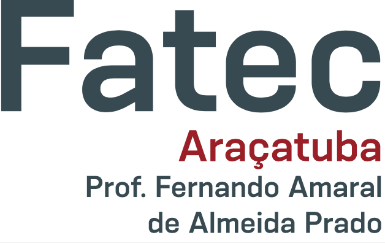 Fatec
Araçatuba
Prof. Fernando Amaral
de Almeida Prado